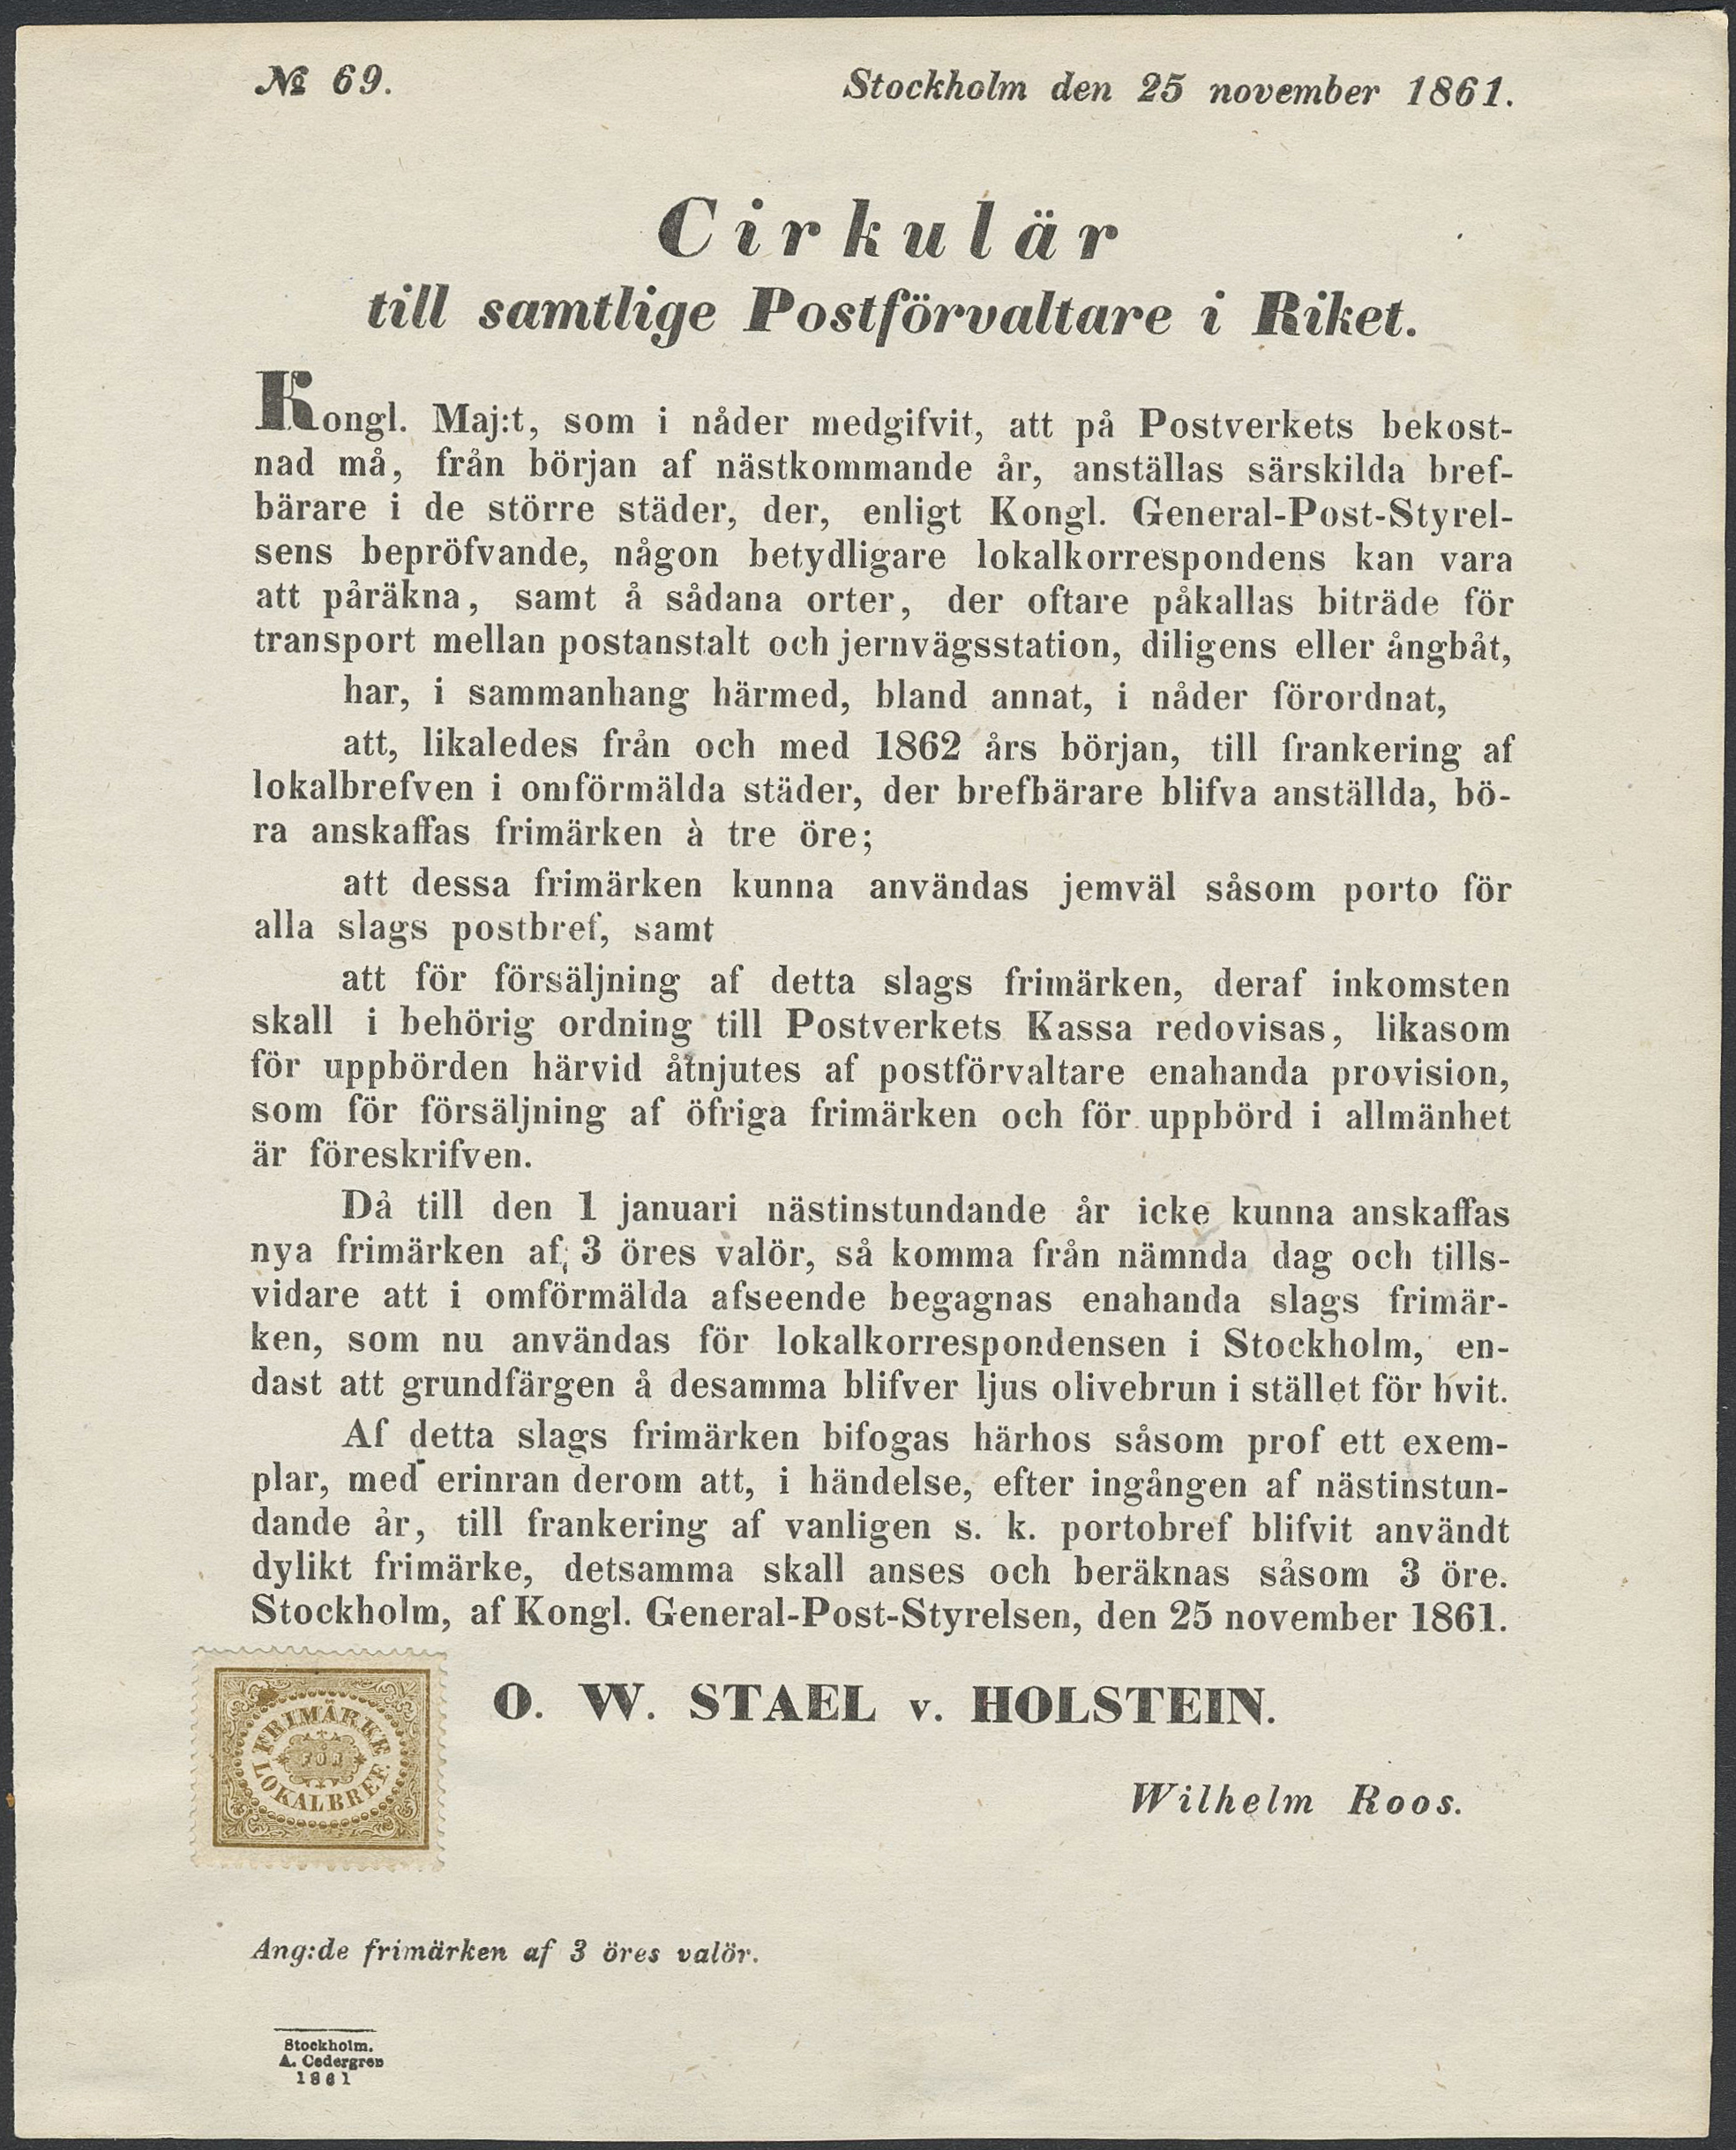 № 69.
Stockholm den 25 november 1861.
Cirkulär
till samtlige Postförvaltare i Riket.
Kongl. Maj:t, som i nåder medgifvit, att på Postverkets bekost-
nad må, från början af nästkommande år, anställas särskilda bref-
bärare i de större städer, der, enligt Kongl. General-Post-Styrel-
sens bepröfvande, någon betydligare lokalkorrespondens kan vara
att påräkna, samt å sådana orter, der oftare påkallas biträde för
transport mellan postanstalt och jernvägsstation, diligens eller ångbåt,
har, i sammanhang härmed, bland annat, i nåder förordnat,
att, likaledes från och med 1862 års början, till frankering af
lokalbrefven i omförmälda städer, der brefbärare blifva anställda, bö-
ra anskaffas frimärken à tre öre;
att dessa frimärken kunna användas jemväl såsom porto för
alla slags postbref, samt
att för försäljning af detta slags frimärken, deraf inkomsten
skall i behörig ordning till Postverkets Kassa redovisas, likasom
för uppbörden härvid åtnjutes af postförvaltare enahanda provision,
som för försäljning af öfriga frimärken och för uppbörd i allmänhet
är föreskrifven.
Då till den 1 januari nästinstundande år icke kunna anskaffas
nya frimärken af 3 öres valör, så komma från nämnda dag och tills-
vidare att i omförmälda afseende begagnas enahanda slags frimär-
ken, som nu användas för lokalkorrespondensen i Stockholm, en-
dast att grundfärgen å desamma blifver ljus olivebrun i stället för hvit.
Af detta slags frimärken bifogas härhos såsom prof ett exem-
plar, med erinran derom att, i händelse, efter ingången af nästinstun-
dande år, till frankering af vanligen s. k. portobref blifvit användt
dylikt frimärke, detsamma skall anses och beräknas såsom 3 öre.
Stockholm, af Kongl. General-Post-Styrelsen, den 25 november 1861.
O. W. STAEL v. HOLSTEIN.
Wilhelm Roos.
FRIMÄRKE
FÖR
LOKALBREF.
Ang:de frimärken af 3 öres valör.
Stockholm.
A. Cedergren
1861